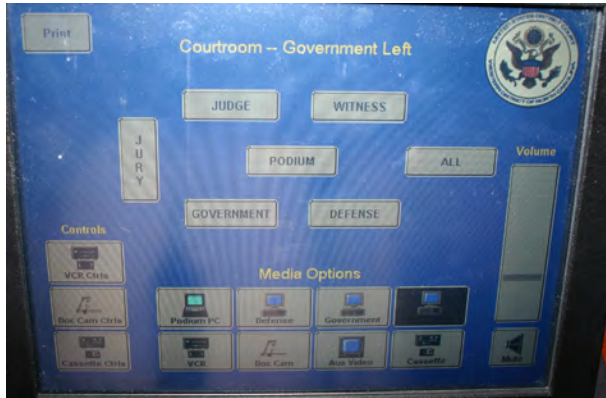 Print
Courtroom -- Government Left
JUDGE
WITNESS
JURY
PODIUM
ALL
Volume
GOVERNMENT
DEFENSE
Controls
VCR Ctrls
Media Options
Doc Cam Ctrls
Podium PC
Defense
Government
Cassette Ctrls
VCR
Doc Cam
Aux Video
Cassette
Mute